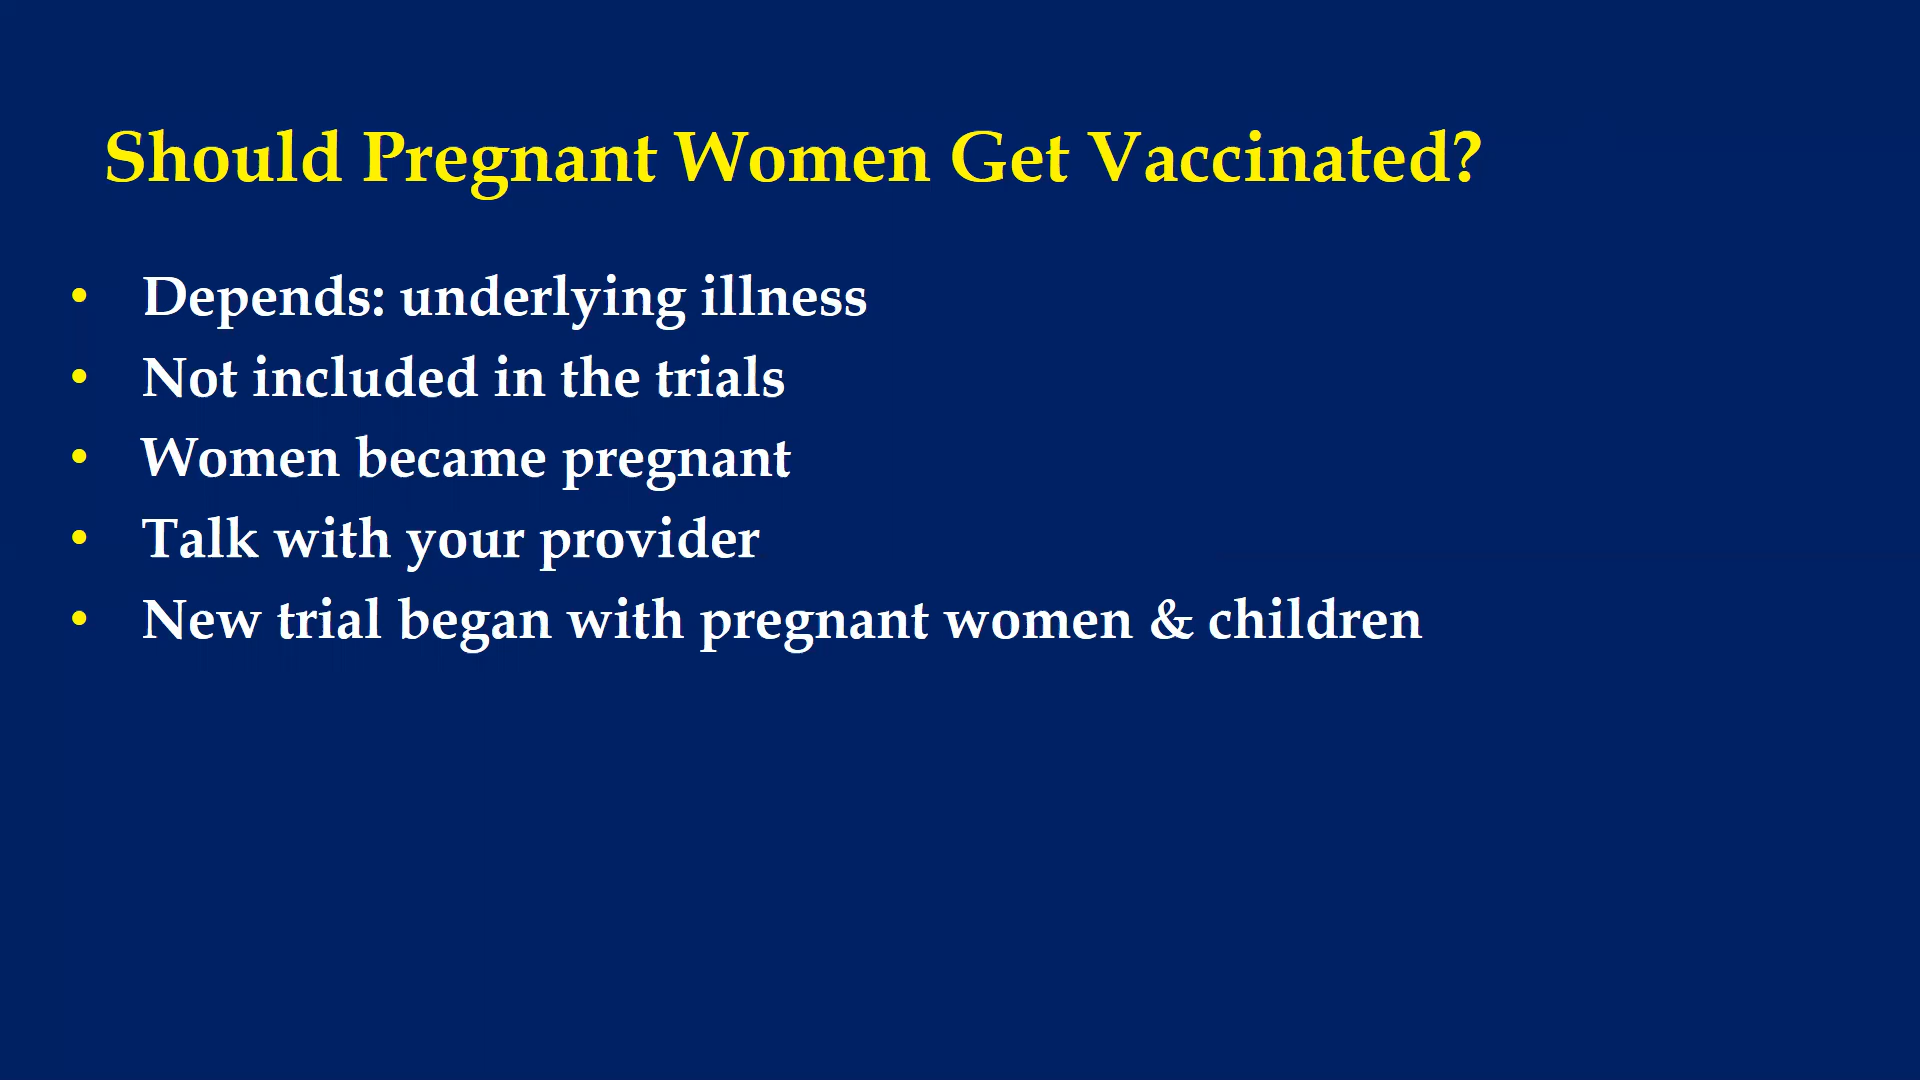 Should Pregnant Women Get Vaccinated?
• Depends: underlying illness
• Not included in the trials
• Women became pregnant
• Talk with your provider
• New trial began with pregnant women & children